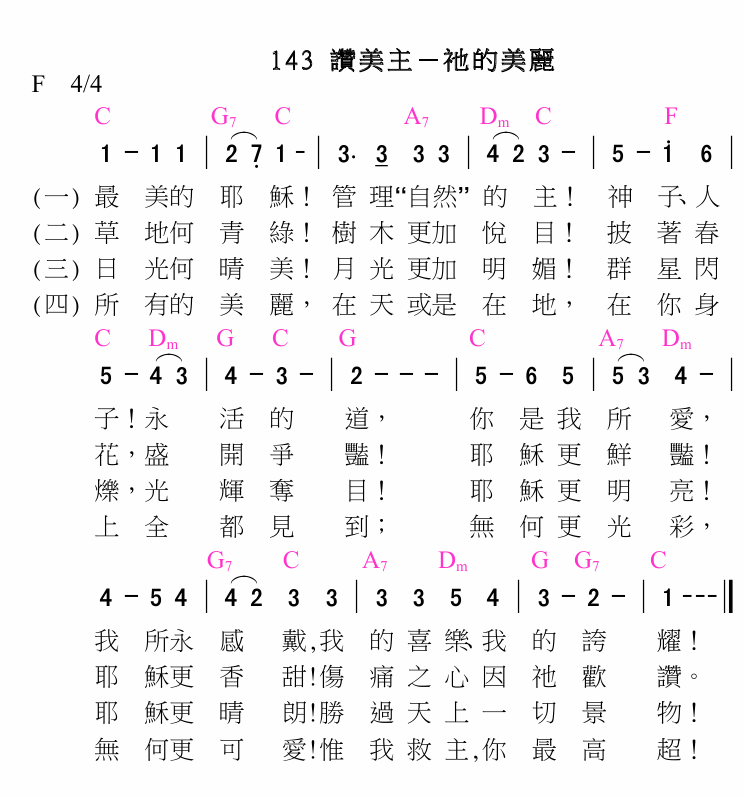 143 讚美主－祂的美麗
F 4/4
C G7 C A7 Dm C F
1 － 1 1 | 2 7̣ 1 - | 3. 3 3 3 | 4 2 3 － | 5 － i 6 |
(一) 最 美的 耶 穌！ 管 理“自然” 的 主！ 神 子、人
(二) 草 地何 青 綠！ 樹 木 更加 悅 目！ 披 著 春
(三) 日 光何 晴 美！ 月 光 更加 明 媚！ 群 星 閃
(四) 所 有的 美 麗， 在 天 或是 在 地， 在 你 身
C Dm G C G C A7 Dm
5 － 4 3 | 4 － 3 － | 2 － － － | 5 － 6 5 | 5 3 4 － |
子！永 活 的 道， 你 是 我 所 愛，
花，盛 開 爭 豔！ 耶 穌 更 鮮 豔！
爍，光 輝 奪 目！ 耶 穌 更 明 亮！
上 全 都 見 到； 無 何 更 光 彩，
G7 C A7 Dm G G7 C
4 － 5 4 | 4 2 3 3 | 3 3 5 4 | 3 － 2 － | 1 - - - ||
我 所永 感 戴,我 的 喜 樂、我 的 誇 耀！
耶 穌更 香 甜!傷 痛 之 心 因 祂 歡 讚。
耶 穌更 晴 朗!勝 過 天 上 一 切 景 物！
無 何更 可 愛!惟 我 救 主,你 最 高 超！